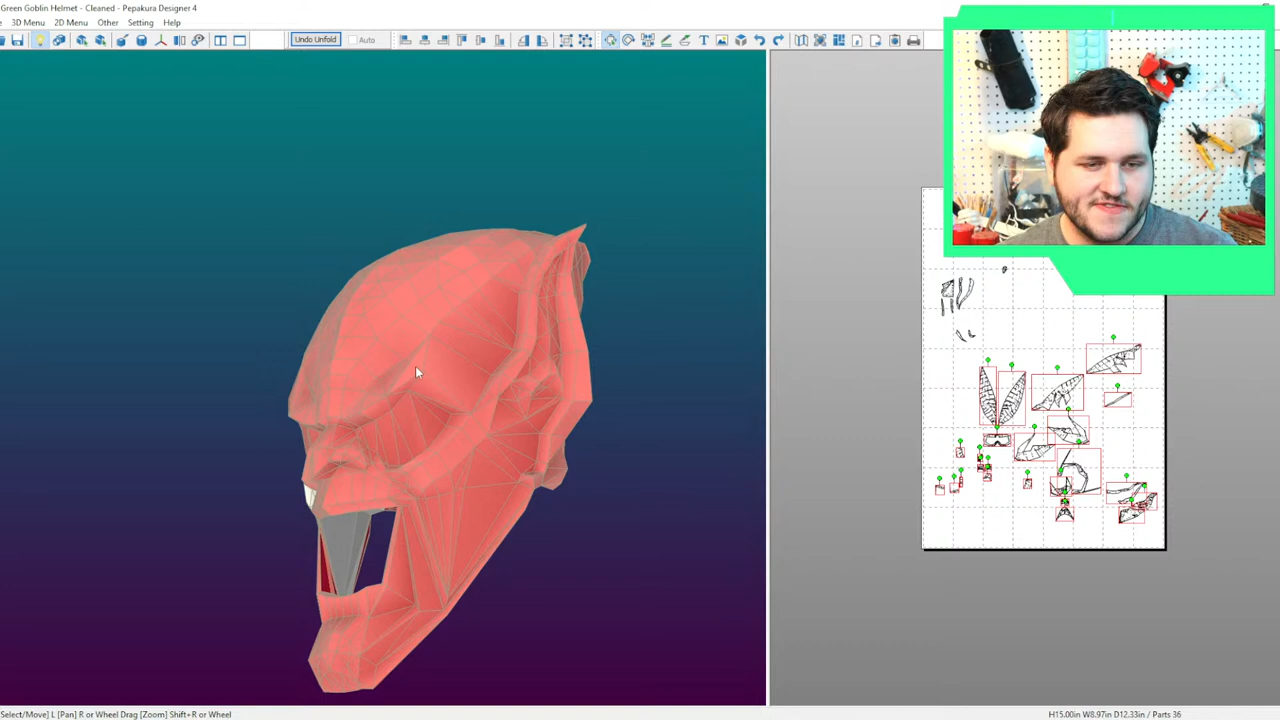 Green Goblin Helmet - Cleaned - Pepakura Designer 4
3D Menu 2D Menu Other Setting Help
Undo Unfold Auto
Select/Move] L [Pan] R or Wheel Drag [Zoom] Shift+R or Wheel
H15.00in W8.97in D12.33in / Parts 36